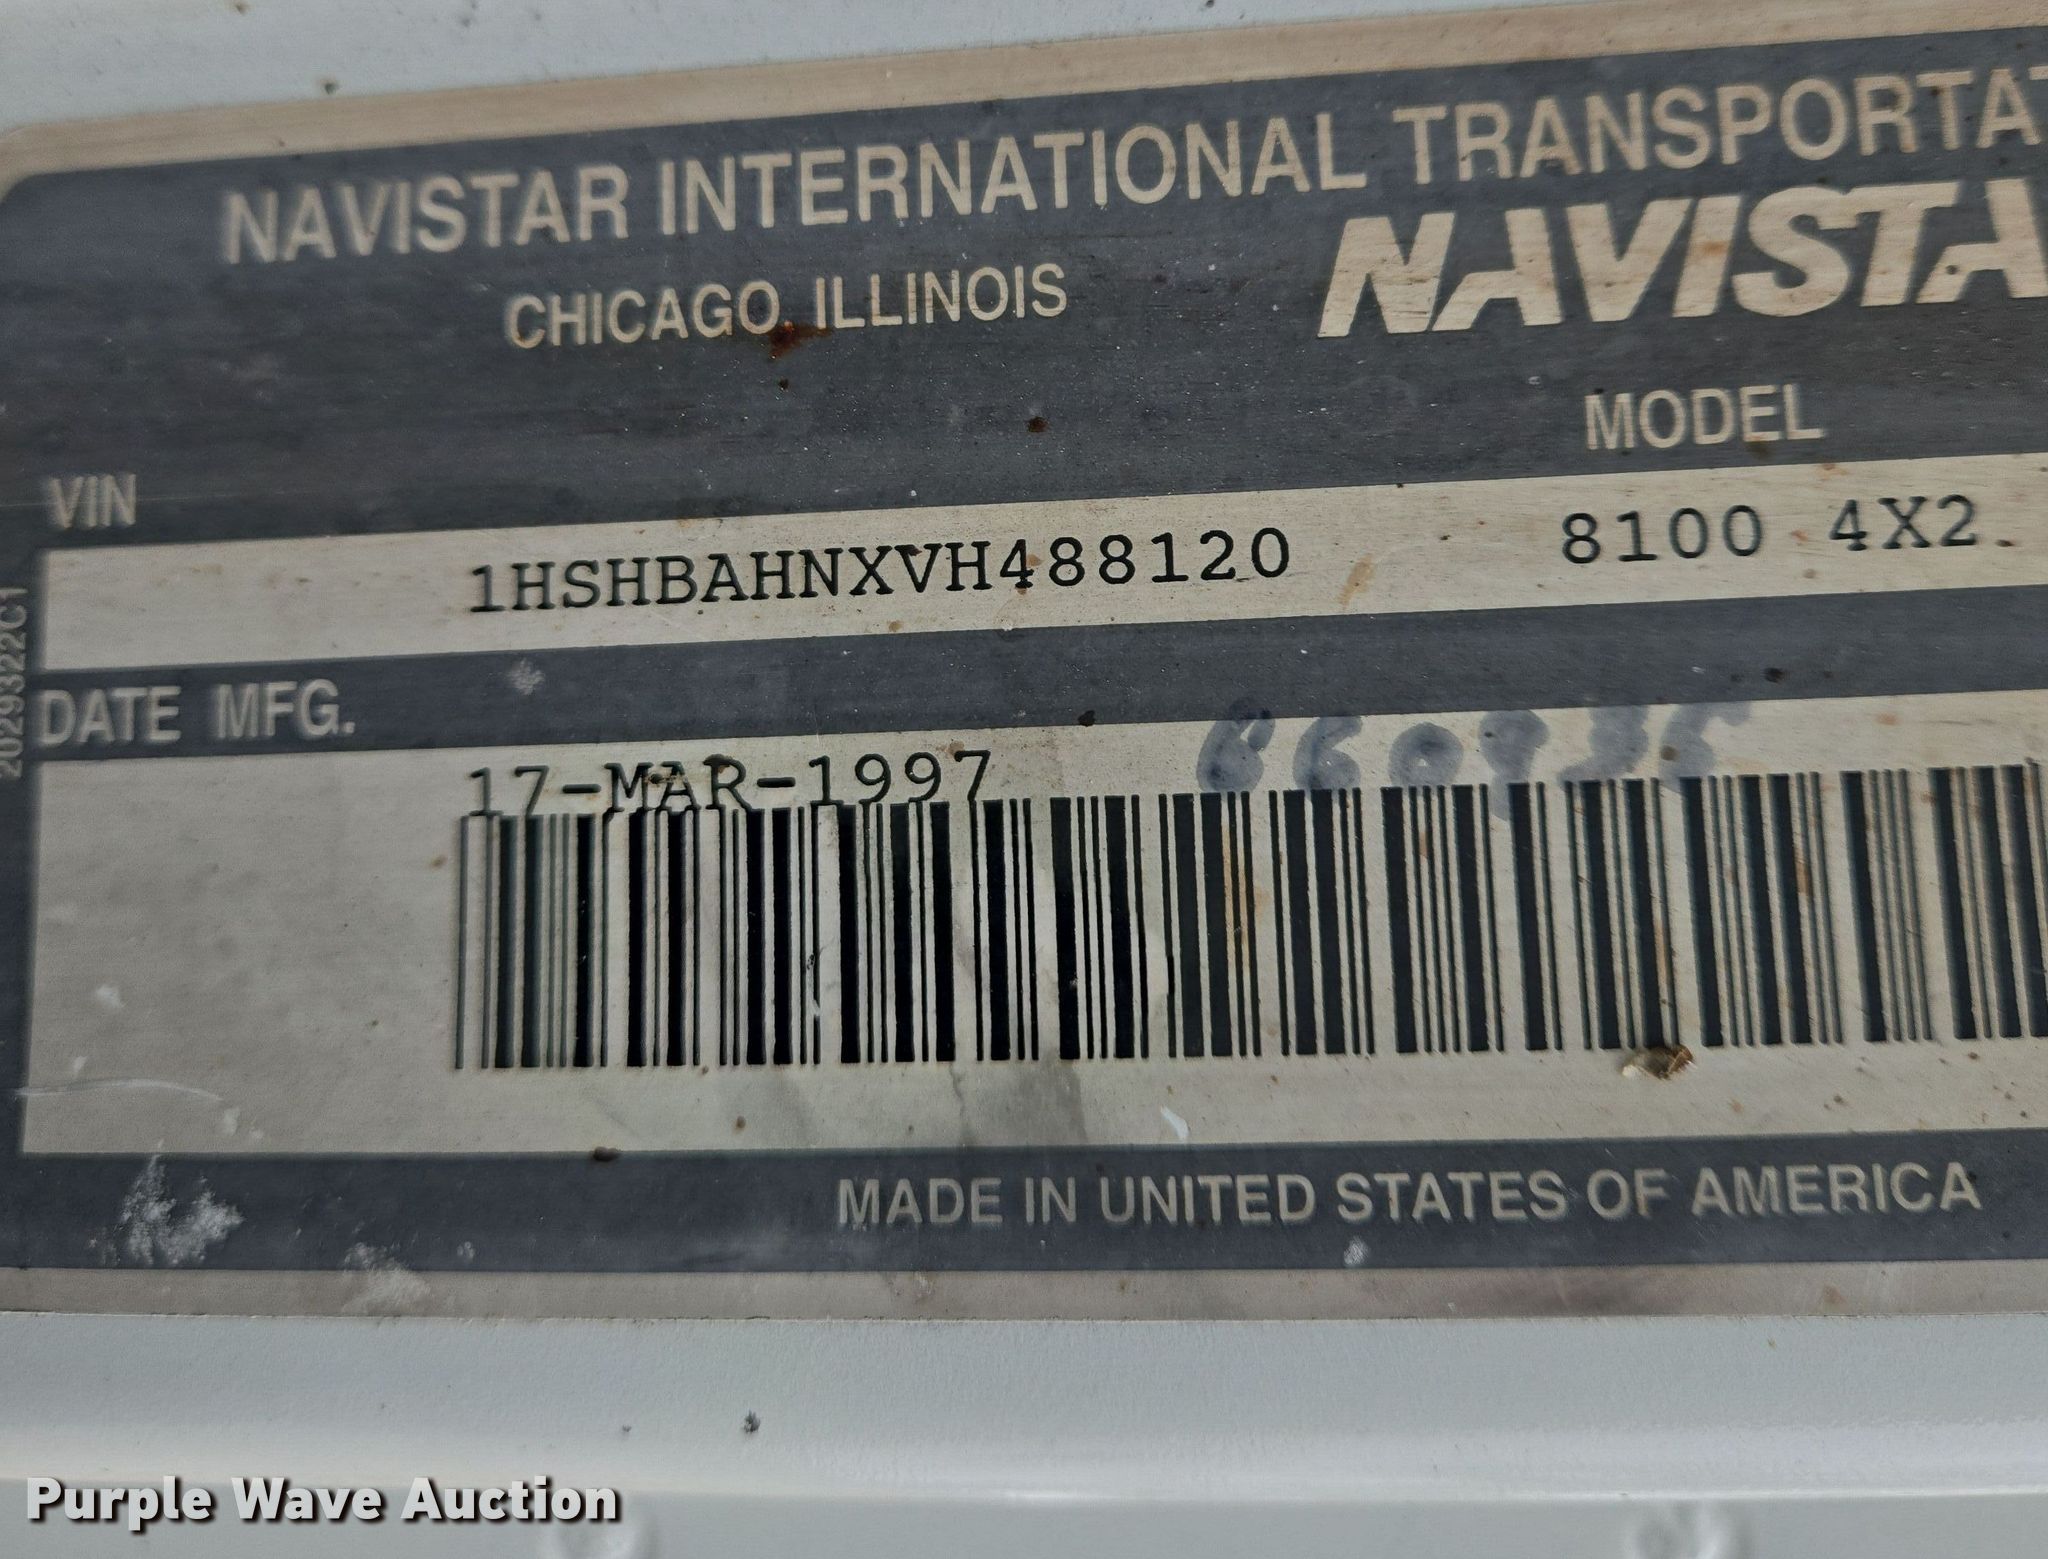 NAVISTAR INTERNATIONAL TRANSPORTAT
CHICAGO, ILLINOIS
NAVISTA
MODEL
VIN
1HSHBAHNXVH488120 8100 4X2
2029322C1
DATE MFG.
17-MAR-1997
MADE IN UNITED STATES OF AMERICA
Purple Wave Auction